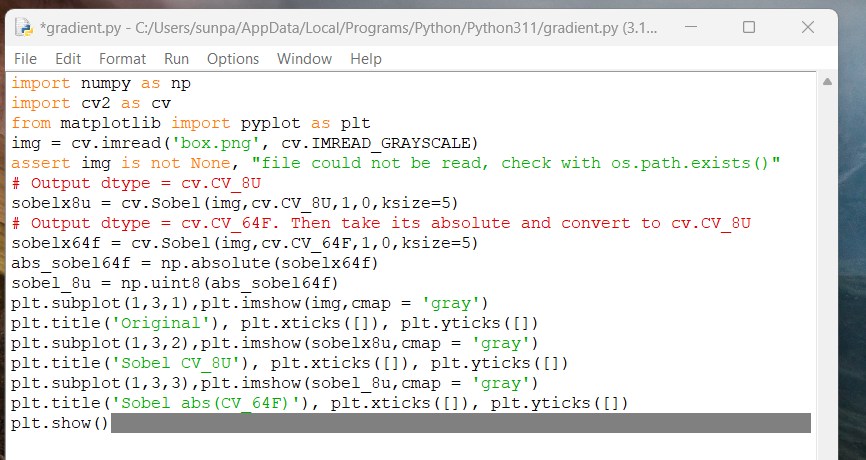 *gradient.py - C:/Users/sunpa/AppData/Local/Programs/Python/Python311/gradient.py (3.1...
File Edit Format Run Options Window Help
import numpy as np
import cv2 as cv
from matplotlib import pyplot as plt
img = cv.imread('box.png', cv.IMREAD_GRAYSCALE)
assert img is not None, "file could not be read, check with os.path.exists()"
# Output dtype = cv.CV_8U
sobelx8u = cv.Sobel(img,cv.CV_8U,1,0,ksize=5)
# Output dtype = cv.CV_64F. Then take its absolute and convert to cv.CV_8U
sobelx64f = cv.Sobel(img,cv.CV_64F,1,0,ksize=5)
abs_sobel64f = np.absolute(sobelx64f)
sobel_8u = np.uint8(abs_sobel64f)
plt.subplot(1,3,1),plt.imshow(img,cmap = 'gray')
plt.title('Original'), plt.xticks([]), plt.yticks([])
plt.subplot(1,3,2),plt.imshow(sobelx8u,cmap = 'gray')
plt.title('Sobel CV_8U'), plt.xticks([]), plt.yticks([])
plt.subplot(1,3,3),plt.imshow(sobel_8u,cmap = 'gray')
plt.title('Sobel abs(CV_64F)'), plt.xticks([]), plt.yticks([])
plt.show()